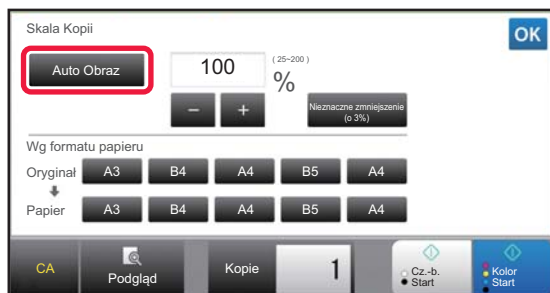 Skala Kopii
OK
Auto Obraz
100
(25~200)
%
− +
Nieznaczne zmniejszenie
(o 3%)
Wg formatu papieru
Oryginał A3 B4 A4 B5 A4
Papier A3 B4 A4 B5 A4
CA
Podgląd
Kopie
1
Cz.-b.
Start
Kolor
Start